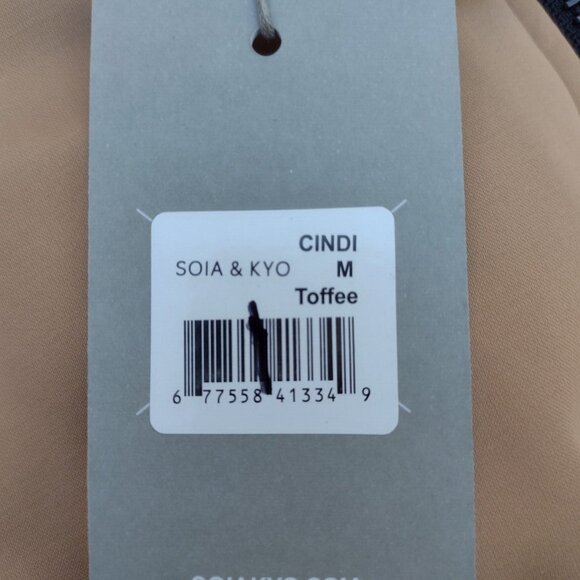 CINDI
SOIA & KYO M
Toffee
6 77558 41334 9